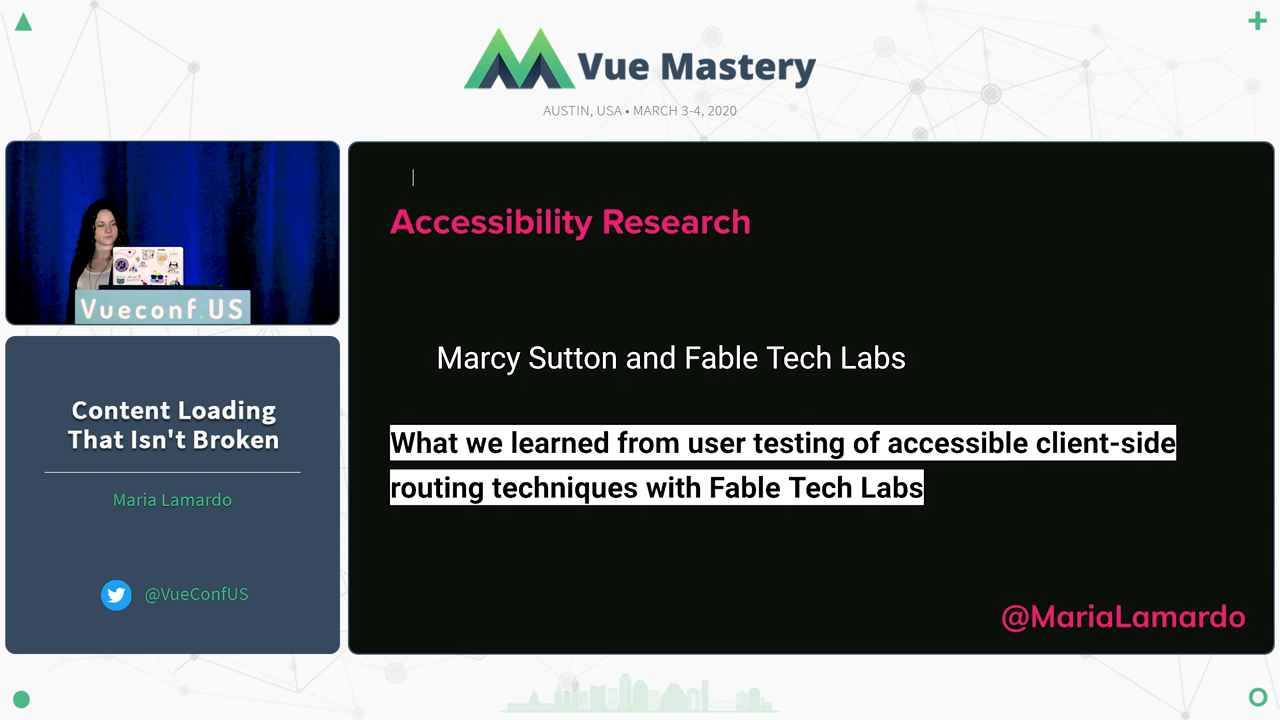 Vue Mastery
AUSTIN, USA • MARCH 3-4, 2020
Vueconf.US
Content Loading
That Isn't Broken
Maria Lamardo
@VueConfUS
Accessibility Research
Marcy Sutton and Fable Tech Labs
What we learned from user testing of accessible client-side
routing techniques with Fable Tech Labs
@MariaLamardo